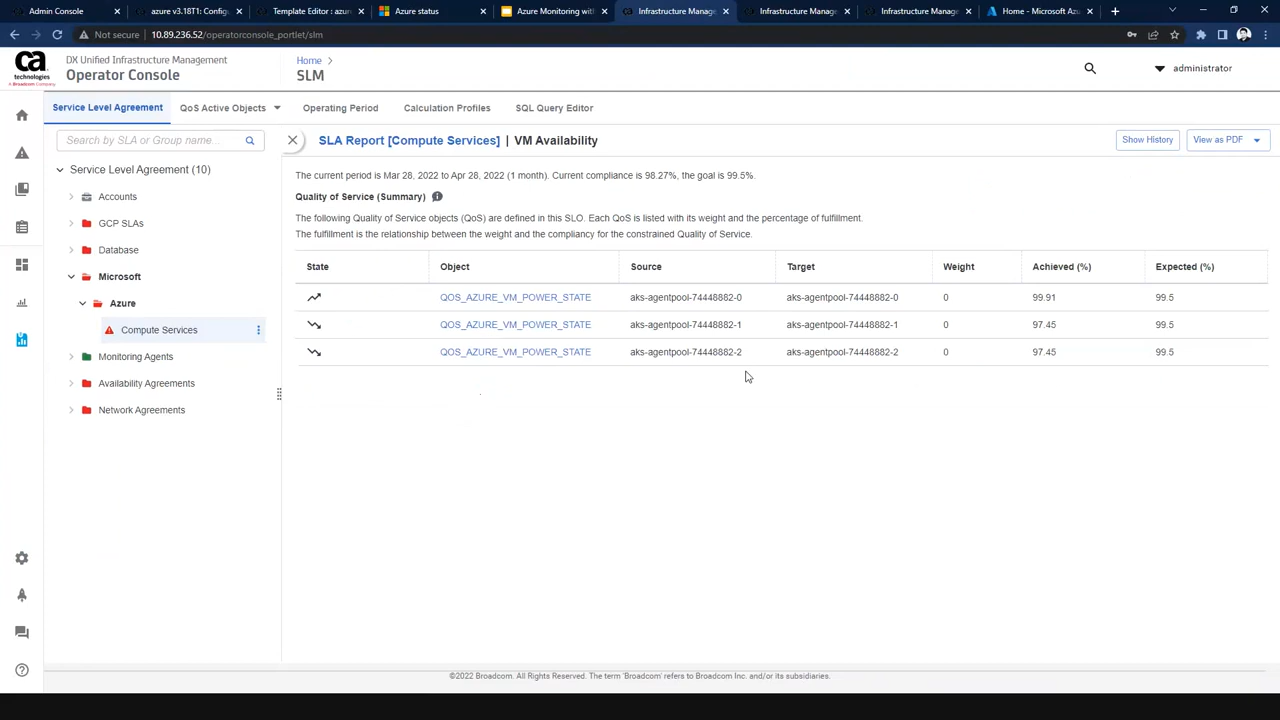 Admin Console
azure v3.18T1: Config
Template Editor : azure
Azure status
Azure Monitoring with
Infrastructure Manage
Infrastructure Manage
Infrastructure Manage
Home - Microsoft Azu
Not secure
10.89.236.52/operatorconsole_portlet/slm
ca
technologies
A Broadcom Company
DX Unified Infrastructure Management
Operator Console
Home
SLM
administrator
Service Level Agreement
QoS Active Objects
Operating Period
Calculation Profiles
SQL Query Editor
Search by SLA or Group name...
SLA Report [Compute Services] | VM Availability
Show History
View as PDF
Service Level Agreement (10)
Accounts
GCP SLAs
Database
Microsoft
Azure
Compute Services
Monitoring Agents
Availability Agreements
Network Agreements
The current period is Mar 28, 2022 to Apr 28, 2022 (1 month). Current compliance is 98.27%, the goal is 99.5%.
Quality of Service (Summary)
The following Quality of Service objects (QoS) are defined in this SLO. Each QoS is listed with its weight and the percentage of fulfillment.
The fulfillment is the relationship between the weight and the compliancy for the constrained Quality of Service.
State Object Source Target Weight Achieved (%) Expected (%)
QOS_AZURE_VM_POWER_STATE aks-agentpool-74448882-0 aks-agentpool-74448882-0 0 99.91 99.5
QOS_AZURE_VM_POWER_STATE aks-agentpool-74448882-1 aks-agentpool-74448882-1 0 97.45 99.5
QOS_AZURE_VM_POWER_STATE aks-agentpool-74448882-2 aks-agentpool-74448882-2 0 97.45 99.5
©2022 Broadcom. All Rights Reserved. The term 'Broadcom' refers to Broadcom Inc. and/or its subsidiaries.